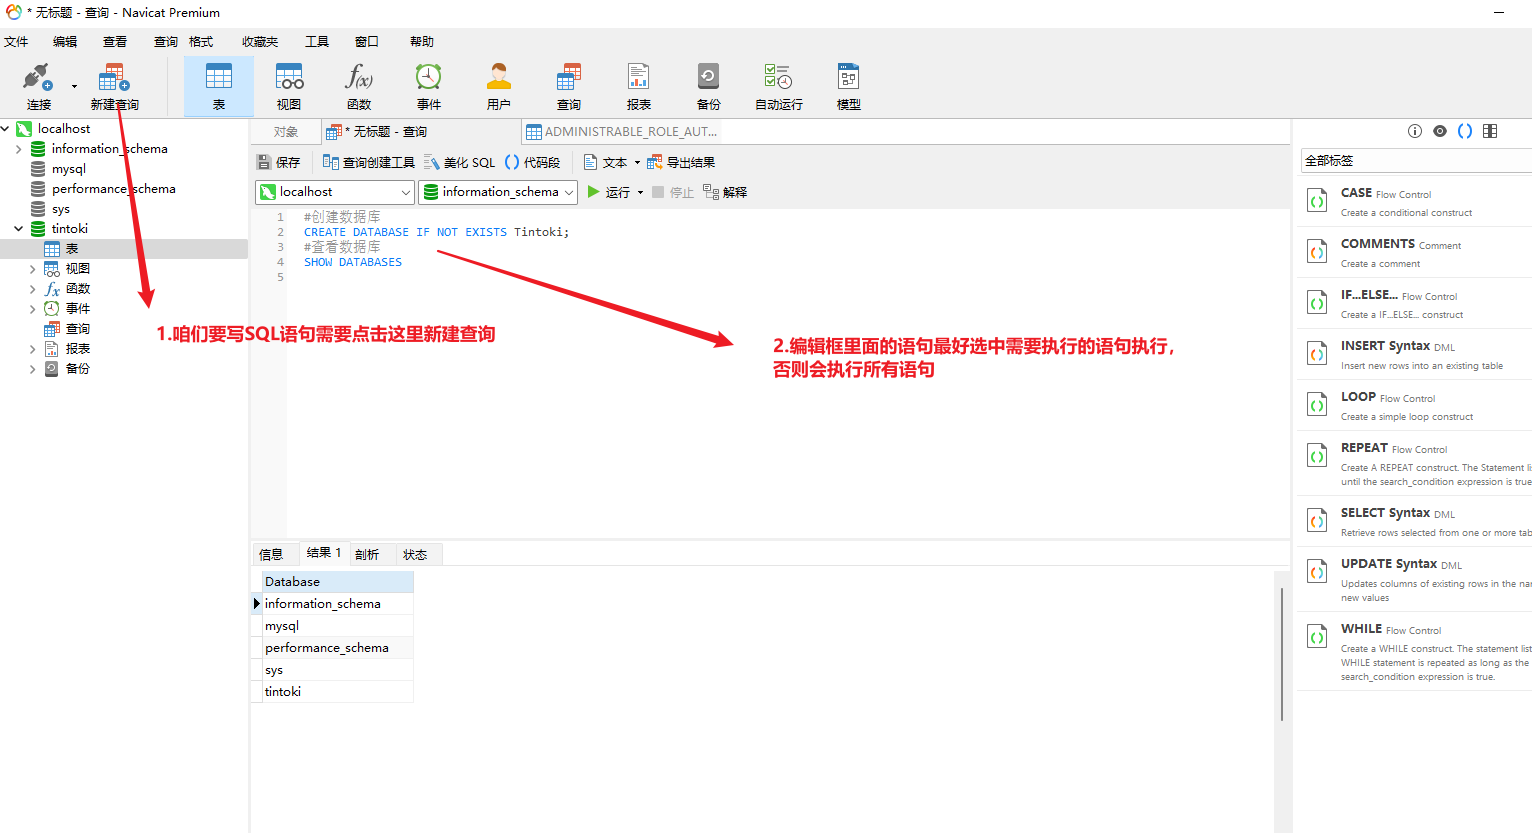 * 无标题 - 查询 - Navicat Premium
文件 编辑 查看 查询 格式 收藏夹 工具 窗口 帮助
连接 新建查询 表 视图 函数 事件 用户 查询 报表 备份 自动运行 模型
localhost
information_schema
mysql
performance_schema
sys
tintoki
表
视图
函数
事件
查询
报表
备份
对象 * 无标题 - 查询 ADMINISTRABLE_ROLE_AUT...
保存 查询创建工具 美化 SQL 代码段 文本 导出结果
localhost information_schema 运行 停止 解释
1 #创建数据库
2 CREATE DATABASE IF NOT EXISTS Tintoki;
3 #查看数据库
4 SHOW DATABASES
5
1.咱们要写SQL语句需要点击这里新建查询
2.编辑框里面的语句最好选中需要执行的语句执行，
否则会执行所有语句
信息 结果 1 剖析 状态
Database
information_schema
mysql
performance_schema
sys
tintoki
全部标签
CASE Flow Control
Create a conditional construct
COMMENTS Comment
Create a comment
IF...ELSE... Flow Control
Create a IF...ELSE... construct
INSERT Syntax DML
Insert new rows into an existing table
LOOP Flow Control
Create a simple loop construct
REPEAT Flow Control
Create A REPEAT construct. The Statement lis
until the search_condition expression is true
SELECT Syntax DML
Retrieve rows selected from one or more tab
UPDATE Syntax DML
Updates columns of existing rows in the nar
new values
WHILE Flow Control
Create a WHILE construct. The statement list
WHILE statement is repeated as long as the
search_condition expression is true.